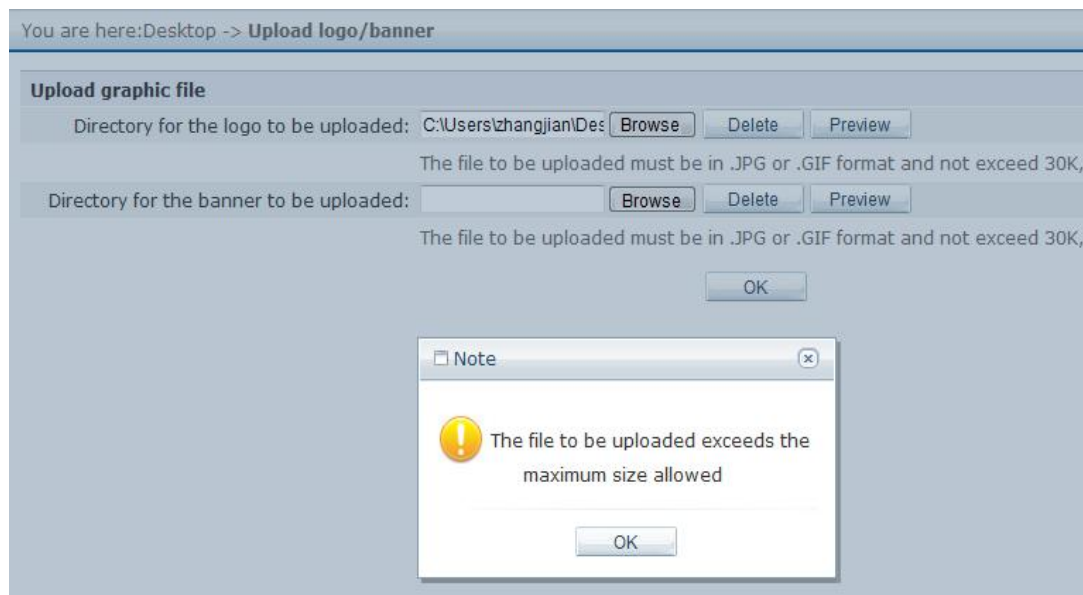 You are here:Desktop -> Upload logo/banner
Upload graphic file
Directory for the logo to be uploaded: C:\Users\zhangjian\Des Browse Delete Preview
The file to be uploaded must be in .JPG or .GIF format and not exceed 30K,
Directory for the banner to be uploaded: Browse Delete Preview
The file to be uploaded must be in .JPG or .GIF format and not exceed 30K,
OK
Note
The file to be uploaded exceeds the
maximum size allowed
OK